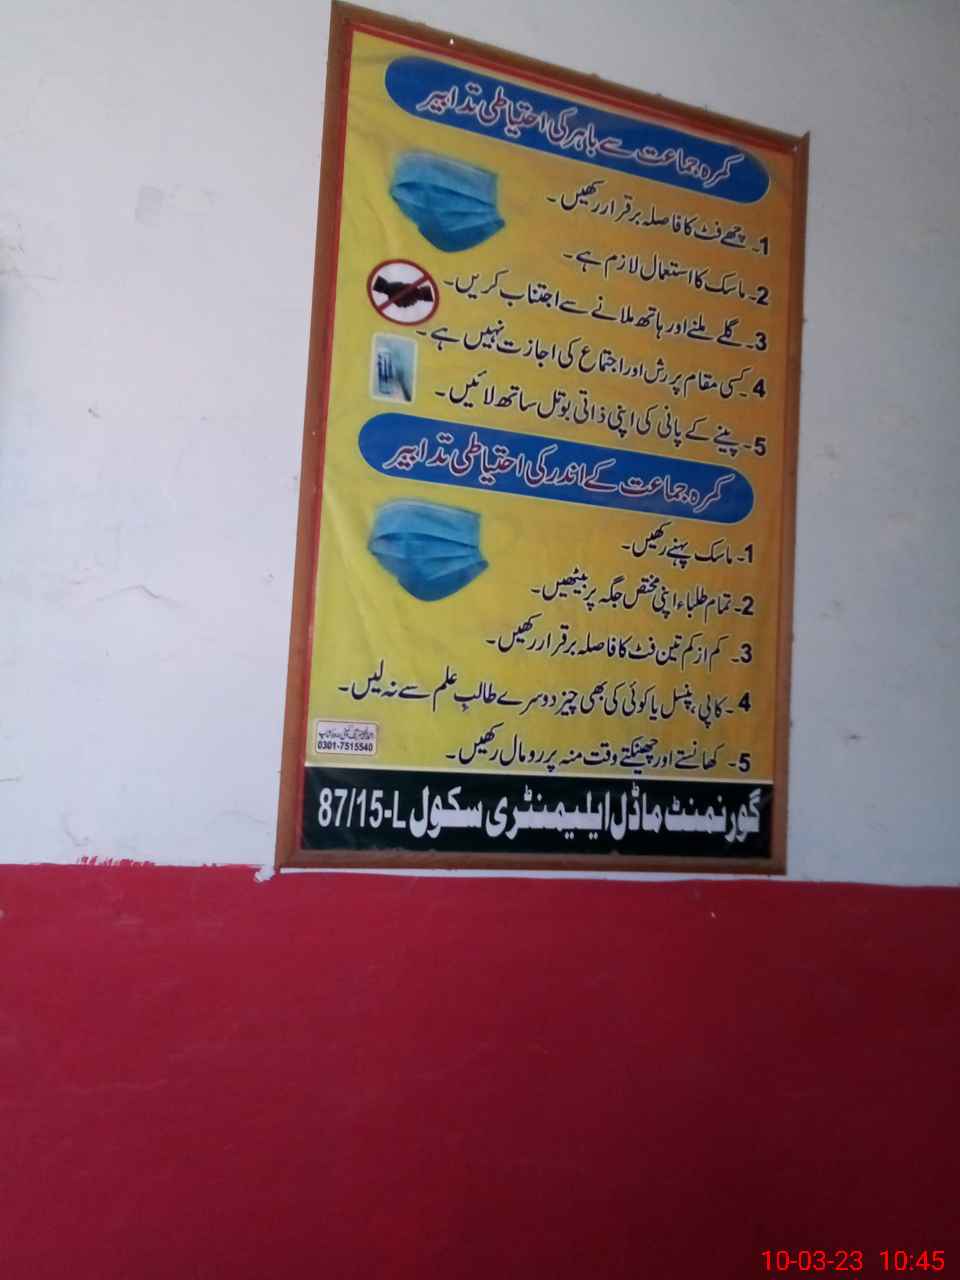 کمرہ جماعت سے باہر کی احتیاطی تدابیر
1۔ چھے فٹ کا فاصلہ برقرار رکھیں۔
2۔ ماسک کا استعمال لازم ہے۔
3۔ گلے ملنے اور ہاتھ ملانے سے اجتناب کریں۔
4۔ کسی مقام پر رش اور اجتماع کی اجازت نہیں ہے۔
5۔ پینے کے پانی کی اپنی ذاتی بوتل ساتھ لائیں۔
کمرہ جماعت کے اندر کی احتیاطی تدابیر
1۔ ماسک پہنے رکھیں۔
2۔ تمام طلباء اپنی مختص جگہ پر بیٹھیں۔
3۔ کم از کم تین فٹ کا فاصلہ برقرار رکھیں۔
4۔ کاپی، پنسل یا کوئی کی بھی چیز دوسرے طالبِ علم سے نہ لیں۔
5۔ کھانستے اور چھینکتے وقت منہ پر رومال رکھیں۔
0301-7515540
گورنمنٹ ماڈل ایلیمنٹری سکول 87/15-L
10-03-23 10:45